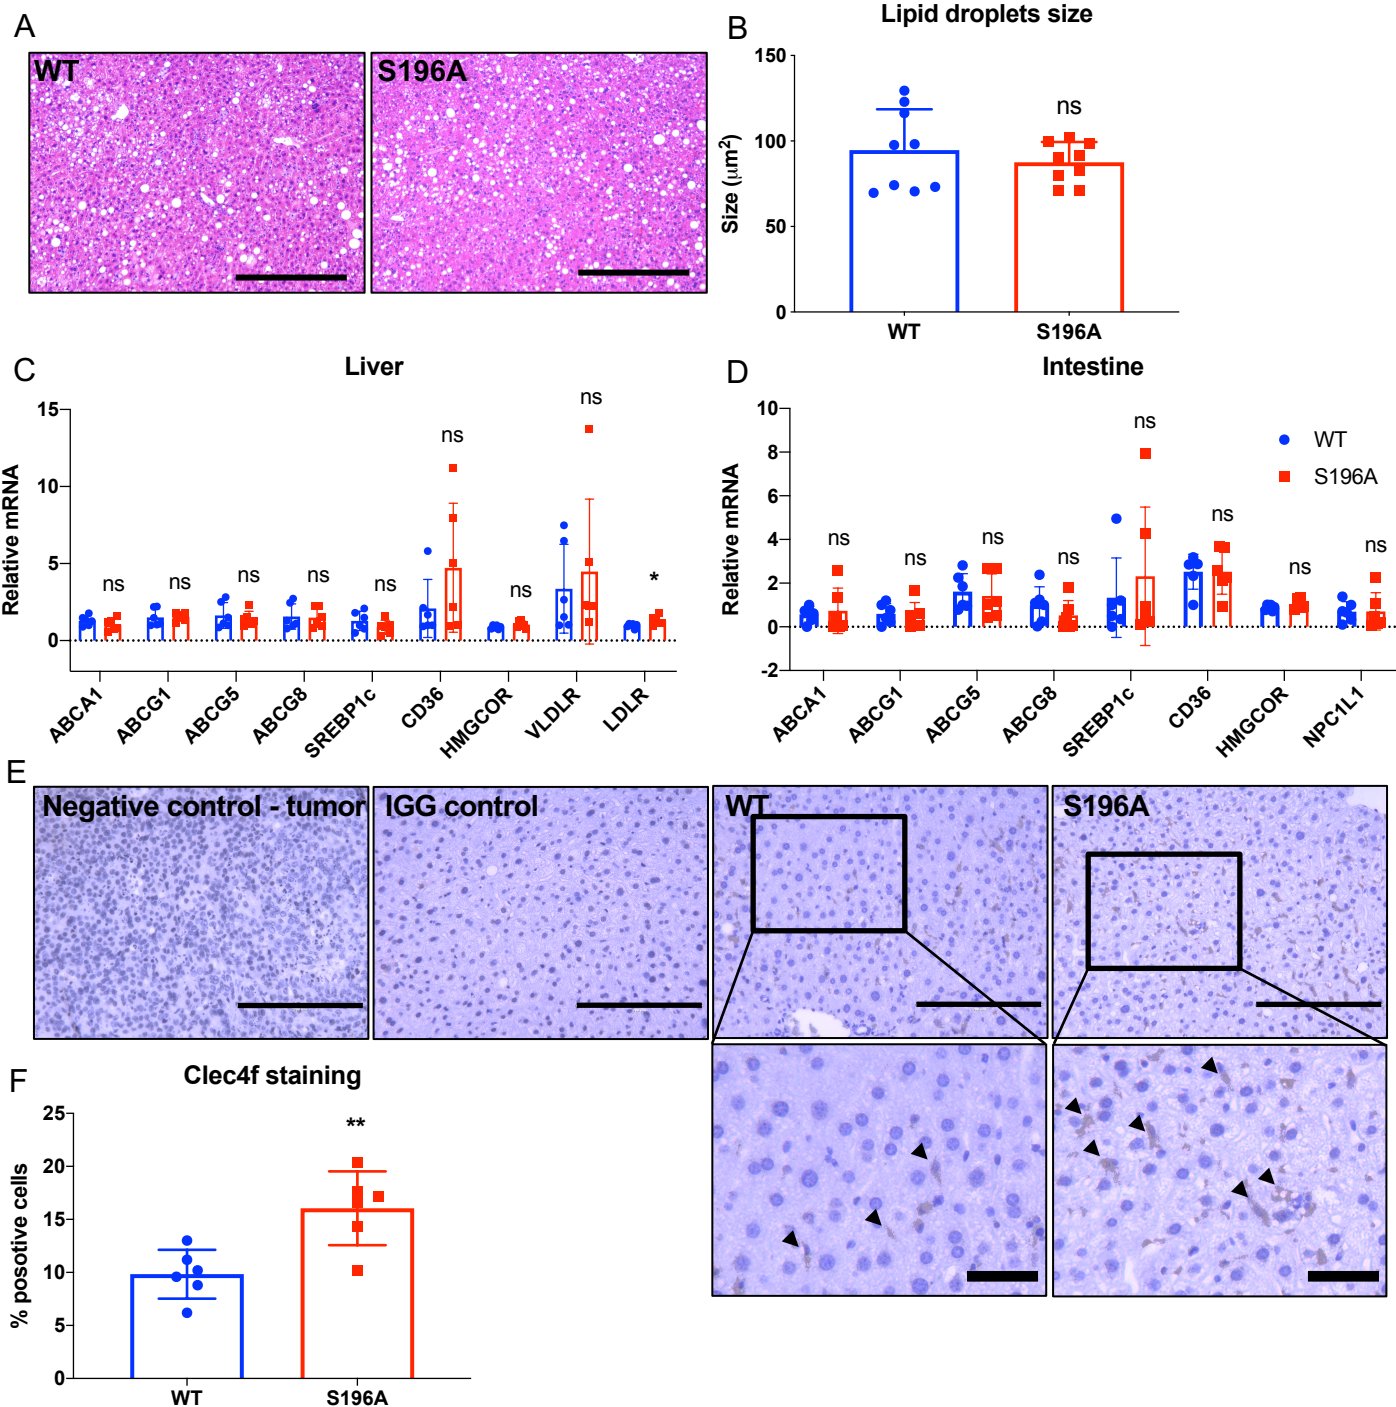 A
WT
S196A
B
Lipid droplets size
Size (μm²)
150
100
50
0
ns
WT
S196A
C
Liver
Relative mRNA
15
10
5
0
ns
ns
ns
ns
ns
ns
ns
ns
*
ABCA1
ABCG1
ABCG5
ABCG8
SREBP1c
CD36
HMGCOR
VLDLR
LDLR
D
Intestine
Relative mRNA
10
8
6
4
2
0
-2
ns
ns
ns
ns
ns
ns
ns
ns
WT
S196A
ABCA1
ABCG1
ABCG5
ABCG8
SREBP1c
CD36
HMGCOR
NPC1L1
E
Negative control - tumor
IGG control
WT
S196A
F
Clec4f staining
% posotive cells
25
20
15
10
5
0
**
WT
S196A